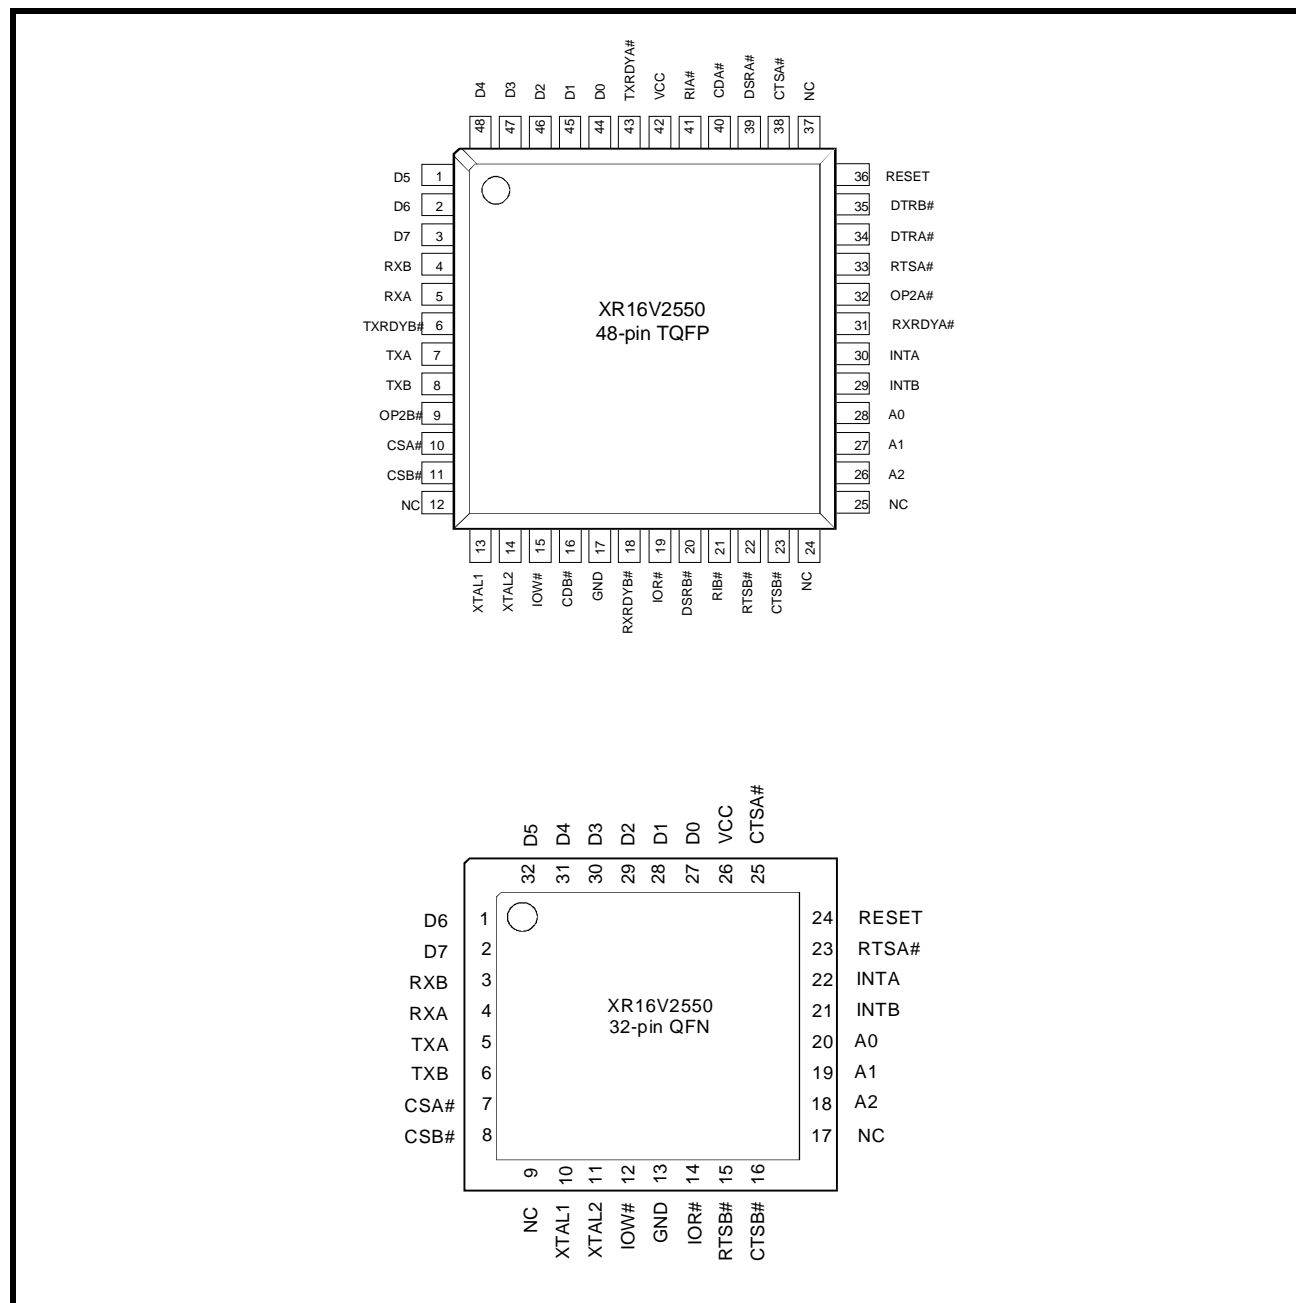 D4 D3 D2 D1 D0 TXRDYA# VCC RIA# CDA# DSRA# CTSA# NC
48 47 46 45 44 43 42 41 40 39 38 37
D5 1 36 RESET
D6 2 35 DTRB#
D7 3 34 DTRA#
RXB 4 33 RTSA#
RXA 5 32 OP2A#
TXRDYB# 6 31 RXRDYA#
TXA 7 30 INTA
TXB 8 29 INTB
OP2B# 9 28 A0
CSA# 10 27 A1
CSB# 11 26 A2
NC 12 25 NC
XR16V2550
48-pin TQFP
13 14 15 16 17 18 19 20 21 22 23 24
XTAL1 XTAL2 IOW# CDB# GND RXRDYB# IOR# DSRB# RIB# RTSB# CTSB# NC
D5 D4 D3 D2 D1 D0 VCC CTSA#
32 31 30 29 28 27 26 25
D6 1 24 RESET
D7 2 23 RTSA#
RXB 3 22 INTA
RXA 4 21 INTB
TXA 5 20 A0
TXB 6 19 A1
CSA# 7 18 A2
CSB# 8 17 NC
XR16V2550
32-pin QFN
9 10 11 12 13 14 15 16
NC XTAL1 XTAL2 IOW# GND IOR# RTSB# CTSB#